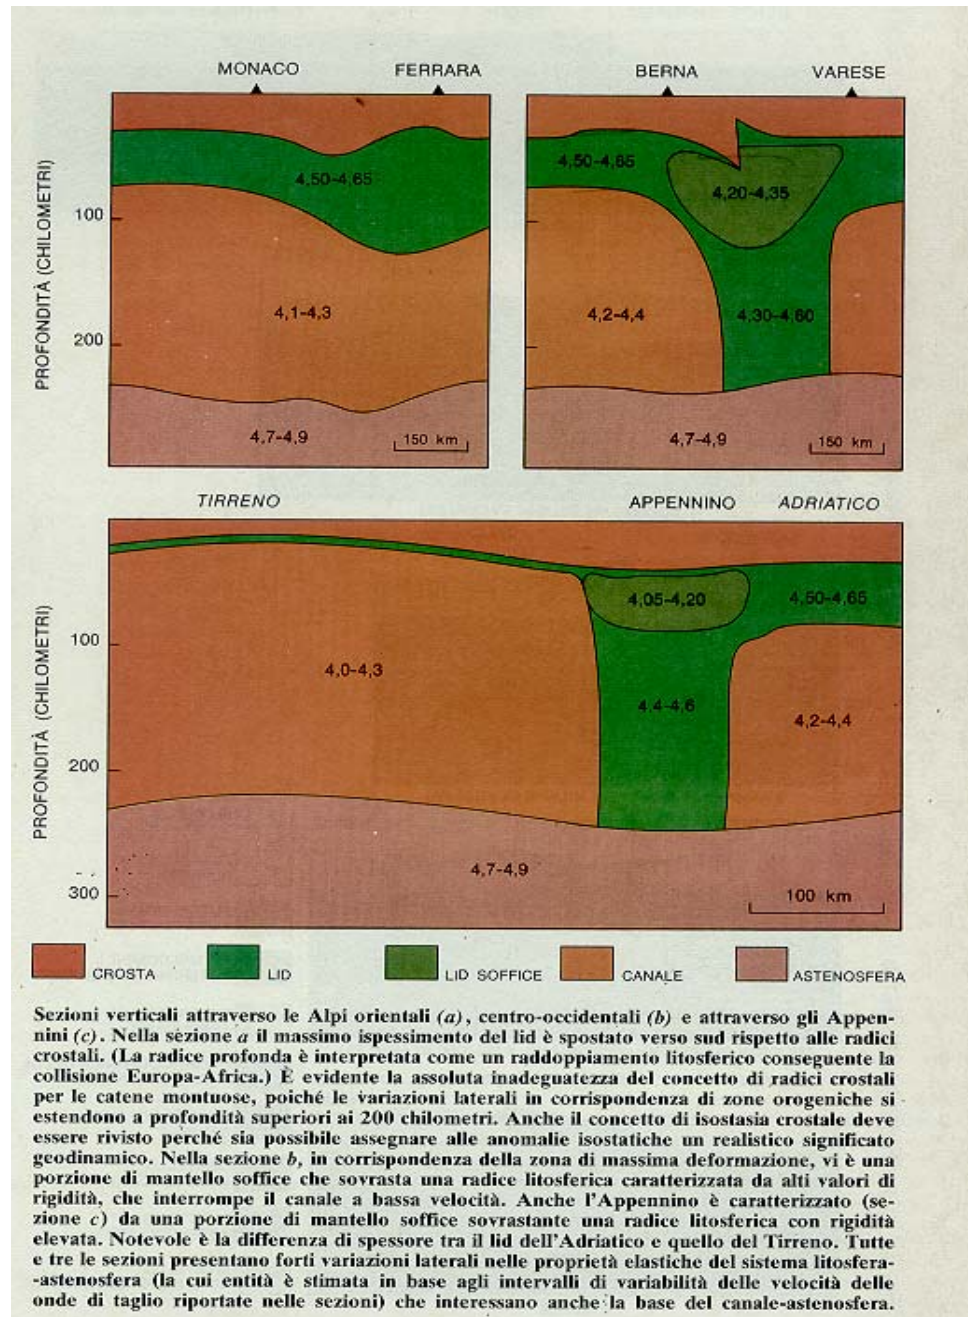 MONACO FERRARA BERNA VARESE
PROFONDITÀ (CHILOMETRI)
100
200
4,50-4,65
4,1-4,3
4,7-4,9
150 km
4,50-4,65
4,20-4,35
4,2-4,4
4,30-4,60
4,7-4,9
150 km
TIRRENO APPENNINO ADRIATICO
PROFONDITÀ (CHILOMETRI)
100
200
300
4,05-4,20
4,50-4,65
4,0-4,3
4,4-4,6
4,2-4,4
4,7-4,9
100 km
CROSTA LID LID SOFFICE CANALE ASTENOSFERA
Sezioni verticali attraverso le Alpi orientali (a), centro-occidentali (b) e attraverso gli Appen-
nini (c). Nella sezione a il massimo ispessimento del lid è spostato verso sud rispetto alle radici
crostali. (La radice profonda è interpretata come un raddoppiamento litosferico conseguente la
collisione Europa-Africa.) È evidente la assoluta inadeguatezza del concetto di radici crostali
per le catene montuose, poiché le variazioni laterali in corrispondenza di zone orogeniche si
estendono a profondità superiori ai 200 chilometri. Anche il concetto di isostasia crostale deve
essere rivisto perché sia possibile assegnare alle anomalie isostatiche un realistico significato
geodinamico. Nella sezione b, in corrispondenza della zona di massima deformazione, vi è una
porzione di mantello soffice che sovrasta una radice litosferica caratterizzata da alti valori di
rigidità, che interrompe il canale a bassa velocità. Anche l'Appennino è caratterizzato (se-
zione c) da una porzione di mantello soffice sovrastante una radice litosferica con rigidità
elevata. Notevole è la differenza di spessore tra il lid dell'Adriatico e quello del Tirreno. Tutte
e tre le sezioni presentano forti variazioni laterali nelle proprietà elastiche del sistema litosfera-
-astenosfera (la cui entità è stimata in base agli intervalli di variabilità delle velocità delle
onde di taglio riportate nelle sezioni) che interessano anche la base del canale-astenosfera.